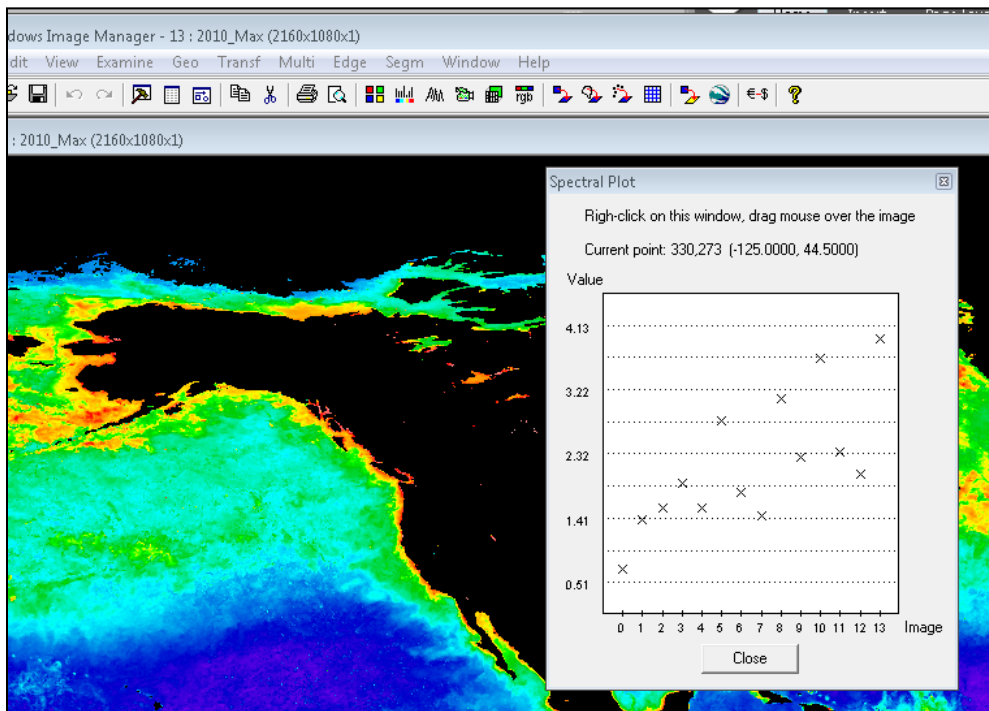 dows Image Manager - 13 : 2010_Max (2160x1080x1)
dit View Examine Geo Transf Multi Edge Segm Window Help
rgb €-$ ?
: 2010_Max (2160x1080x1)
Spectral Plot
Righ-click on this window, drag mouse over the image
Current point: 330,273 (-125.0000, 44.5000)
Value
4.13
3.22
2.32
1.41
0.51
0 1 2 3 4 5 6 7 8 9 10 11 12 13 Image
Close